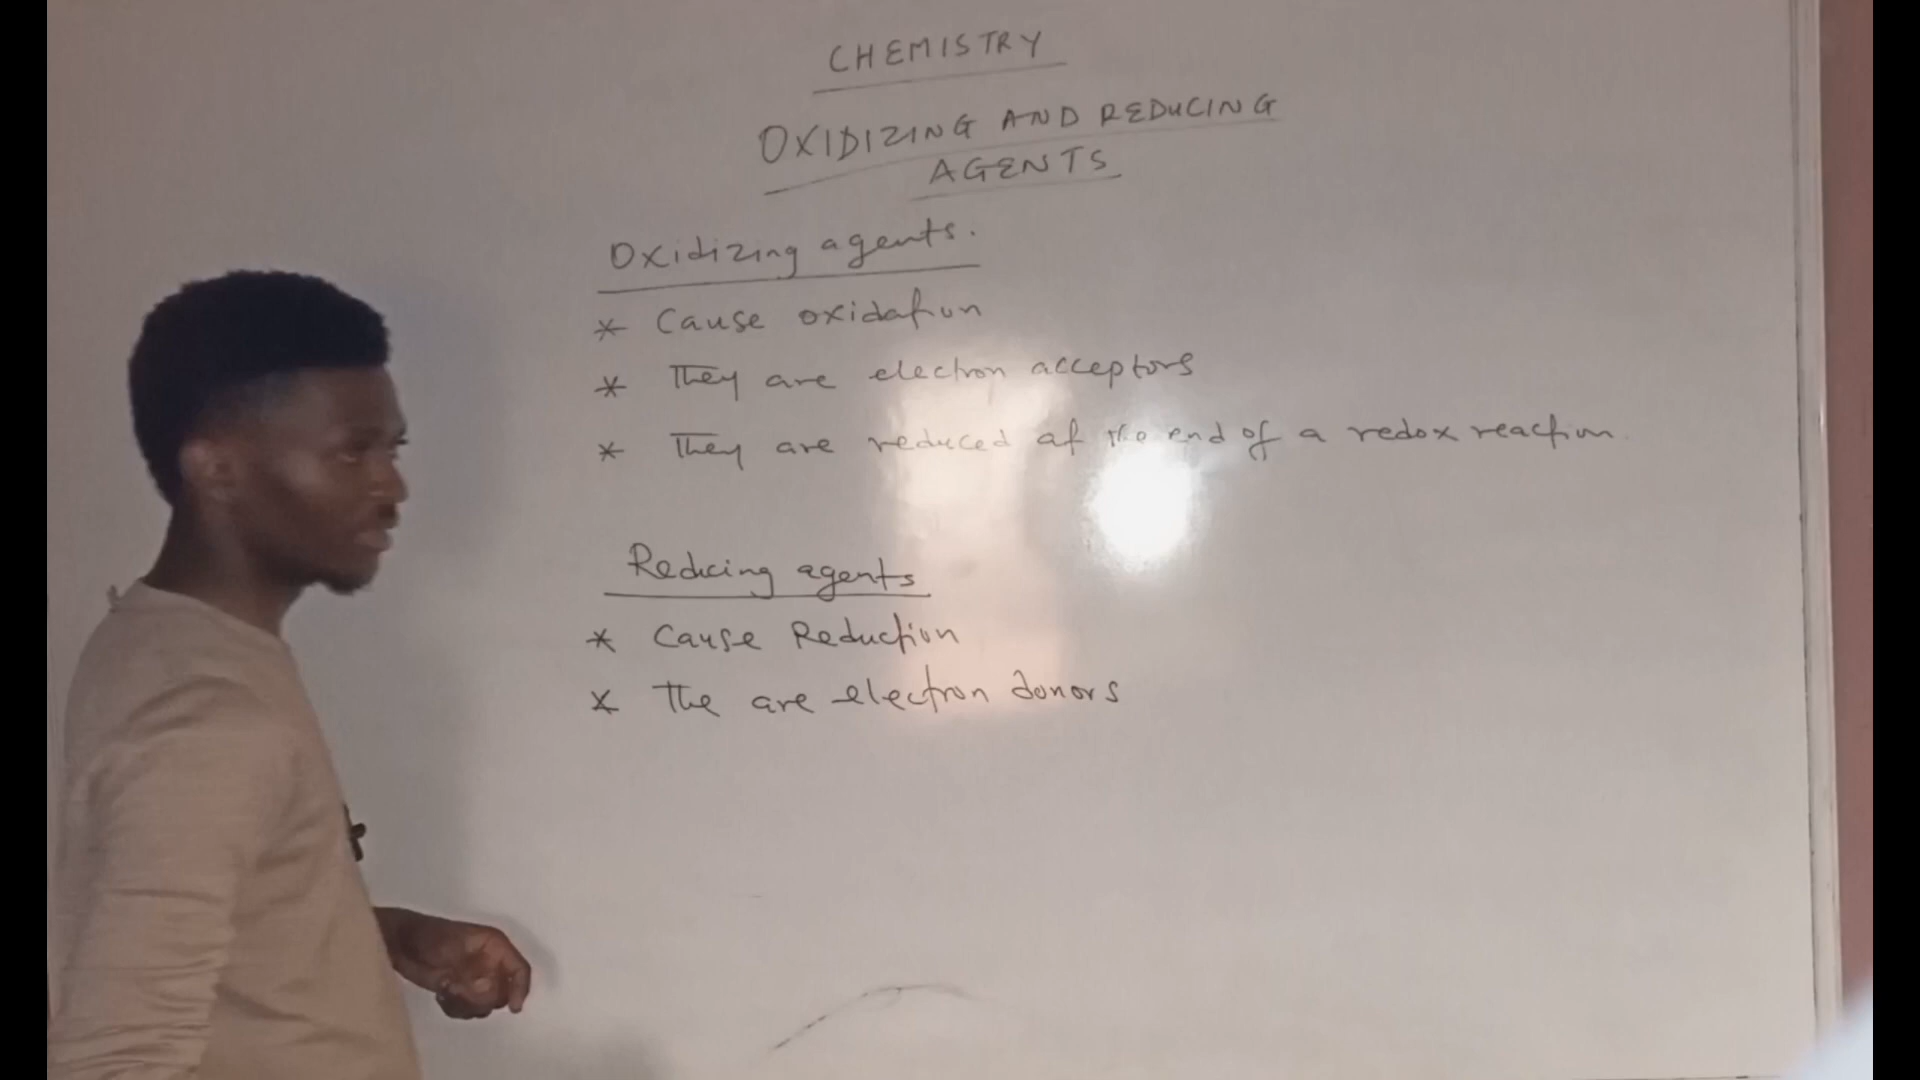 CHEMISTRY
OXIDIZING AND REDUCING
AGENTS
Oxidizing agents.
* Cause oxidation
* They are electron acceptors
* They are reduced at the end of a redox reaction
Reducing agents
* Cause Reduction
* The are electron donors